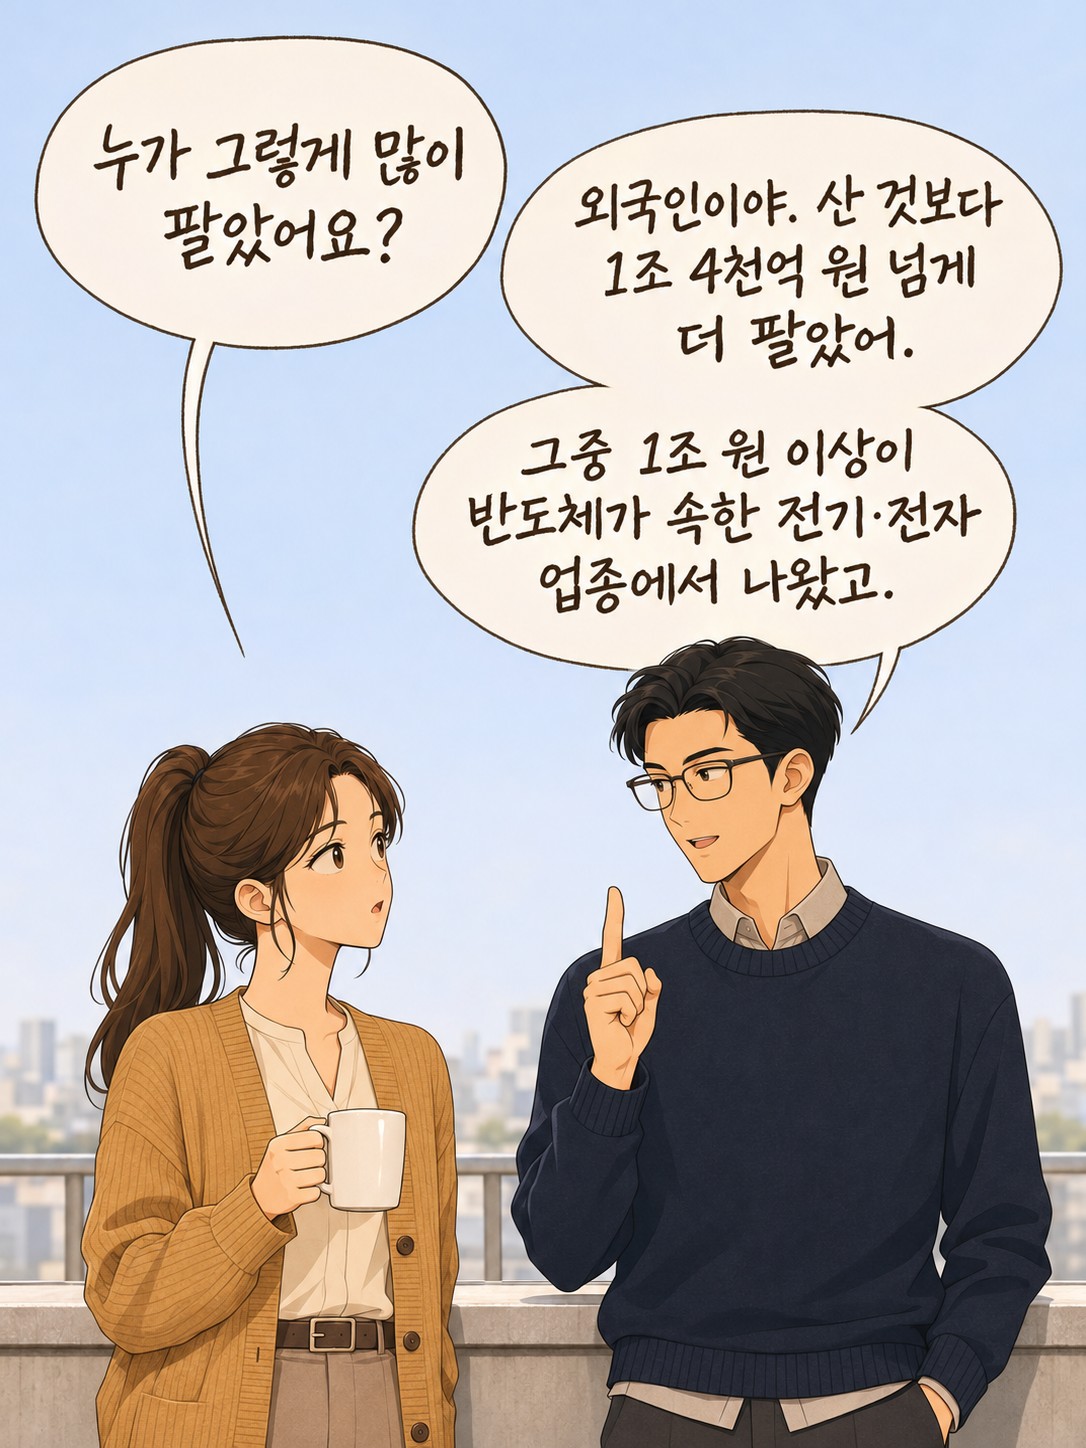 누가 그렇게 많이
팔았어요?
외국인이야. 산 것보다
1조 4천억 원 넘게
더 팔았어.
그중 1조 원 이상이
반도체가 속한 전기·전자
업종에서 나왔고.